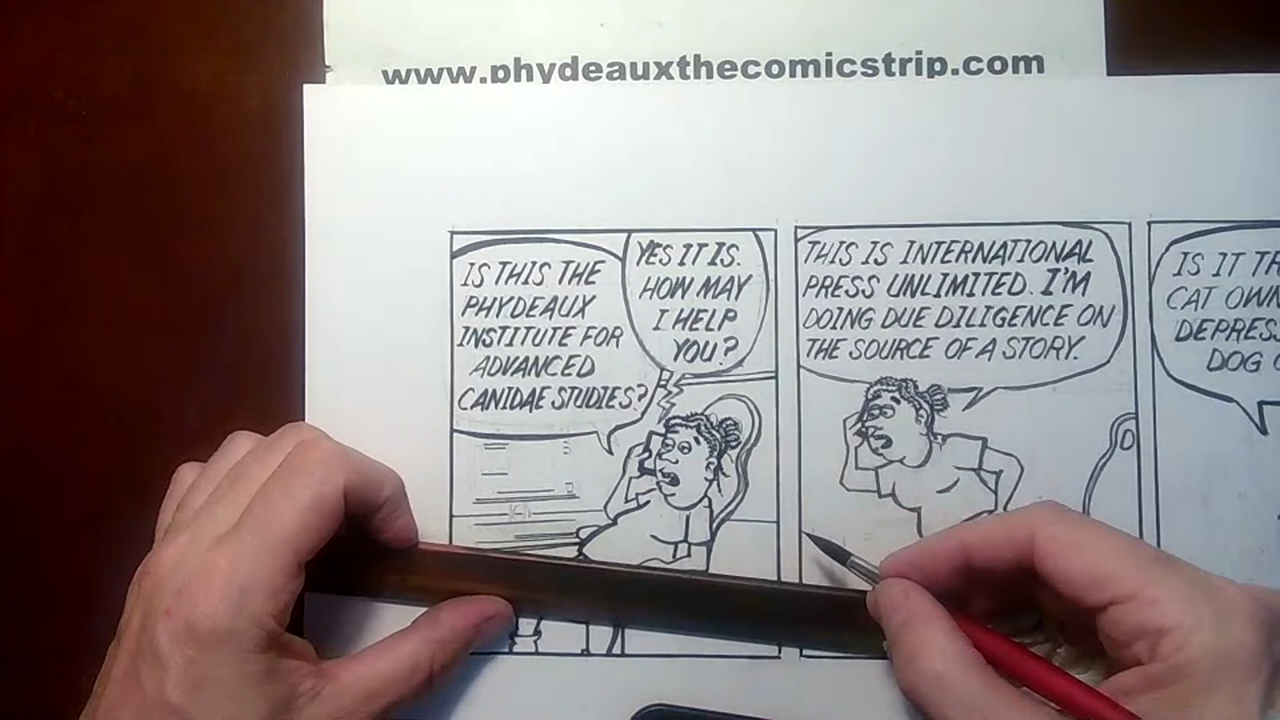 www.phydeauxthecomicstrip.com
IS THIS THE
PHYDEAUX
INSTITUTE FOR
ADVANCED
CANIDAE STUDIES?
YES IT IS.
HOW MAY
I HELP
YOU?
THIS IS INTERNATIONAL
PRESS UNLIMITED. I'M
DOING DUE DILIGENCE ON
THE SOURCE OF A STORY.
IS IT
CAT
DOG